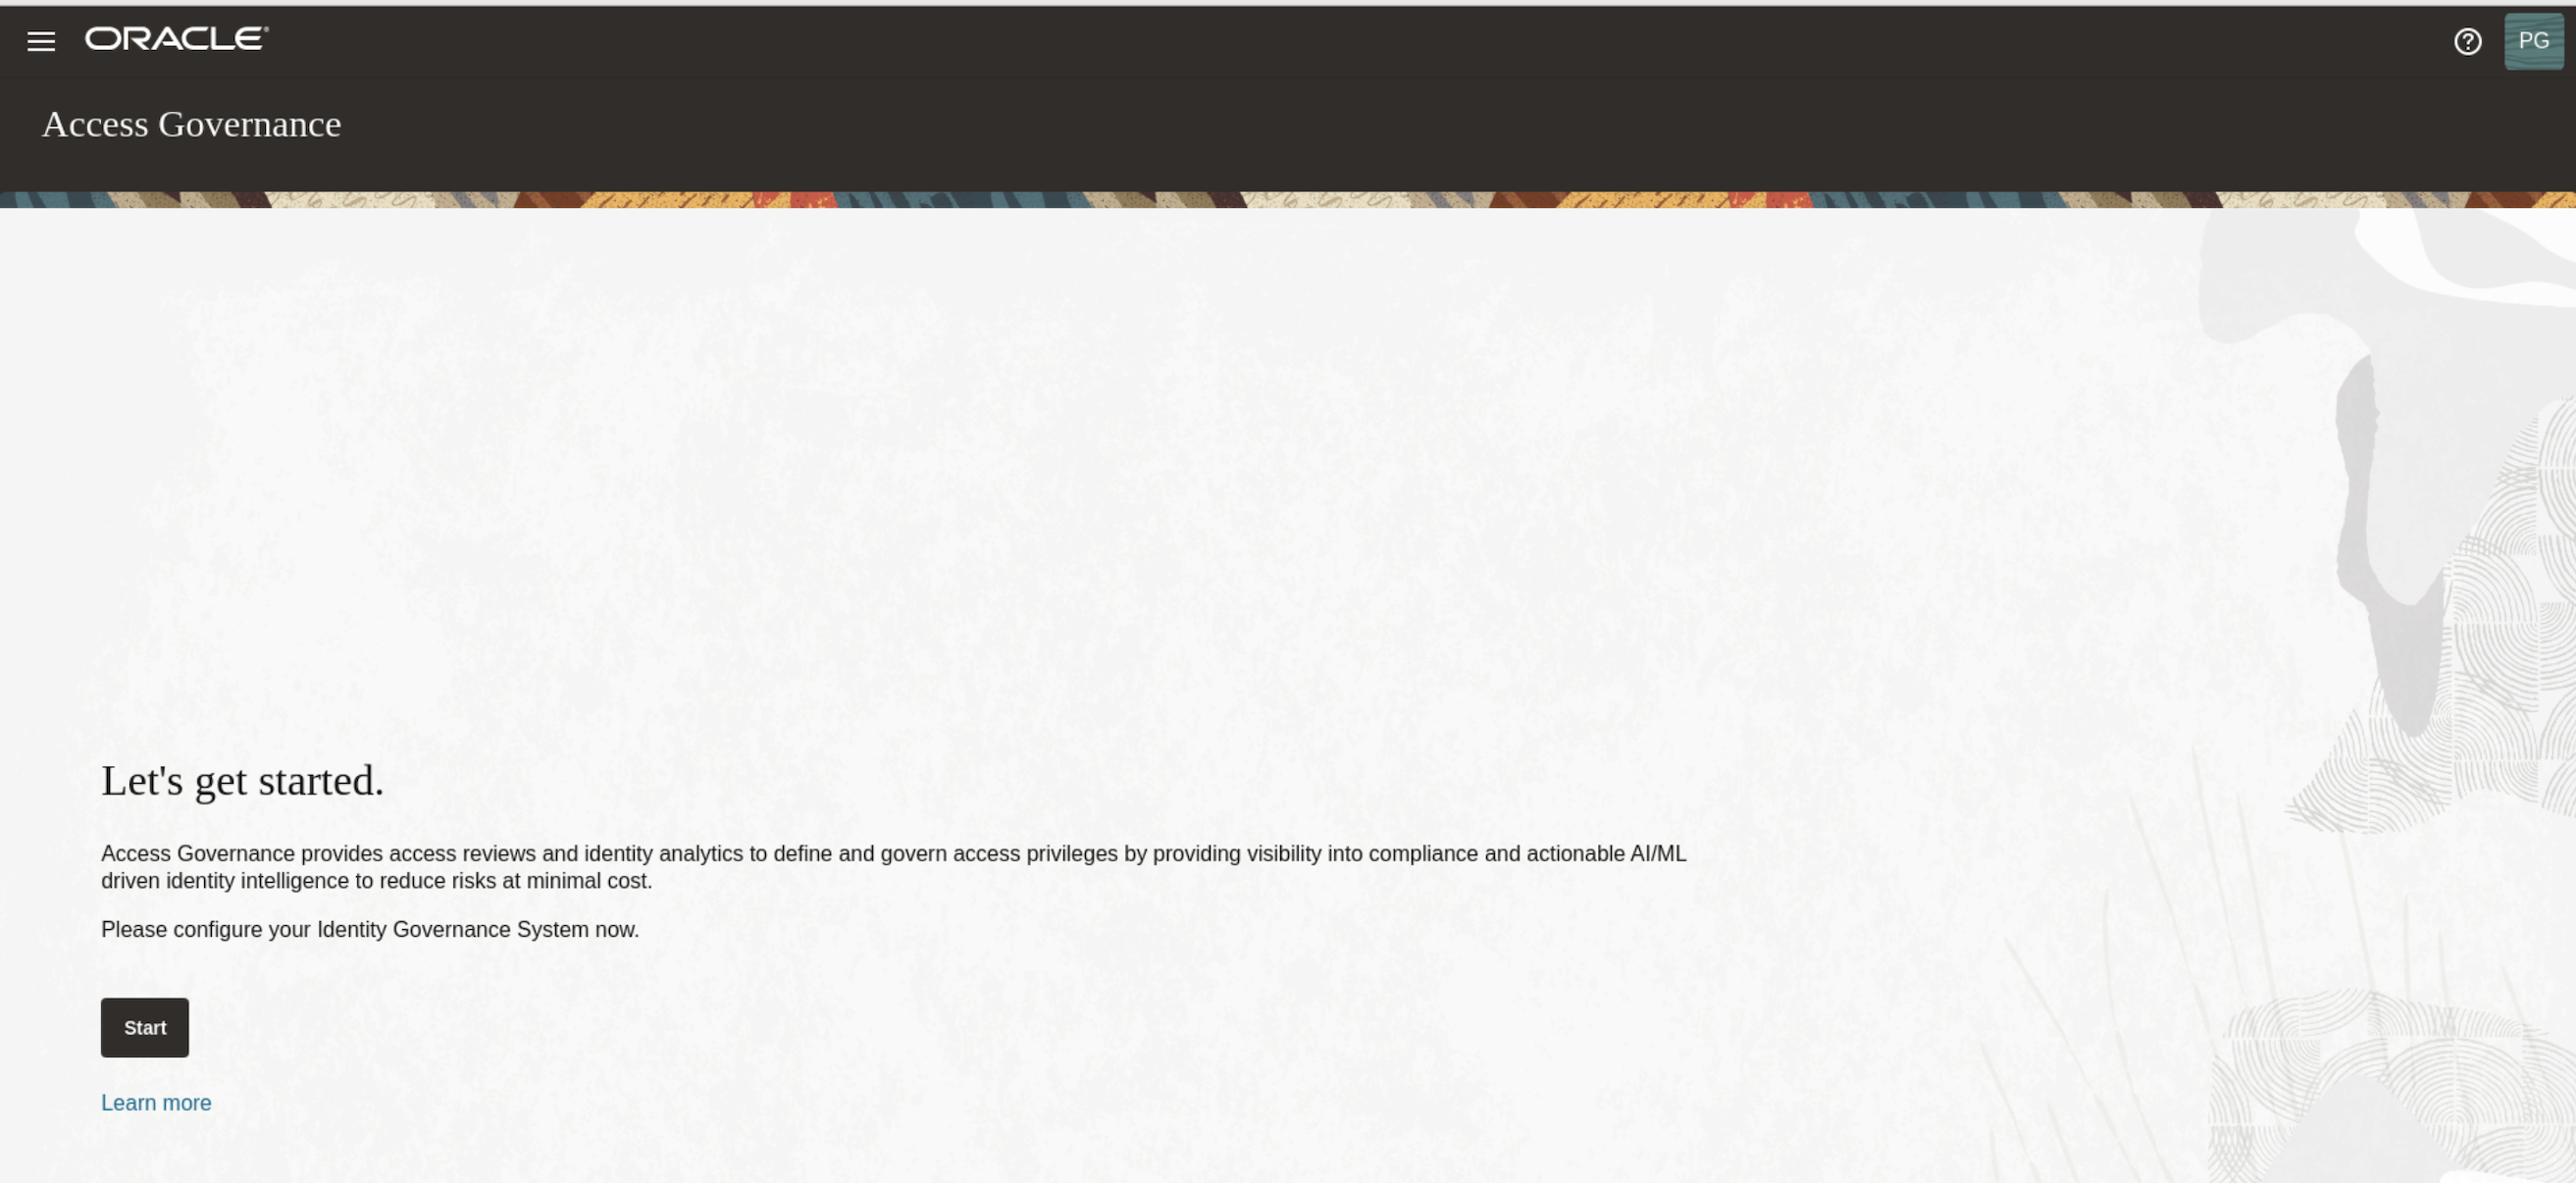 ORACLE
PG
Access Governance
Let's get started.
Access Governance provides access reviews and identity analytics to define and govern access privileges by providing visibility into compliance and actionable AI/ML
driven identity intelligence to reduce risks at minimal cost.
Please configure your Identity Governance System now.
Start
Learn more